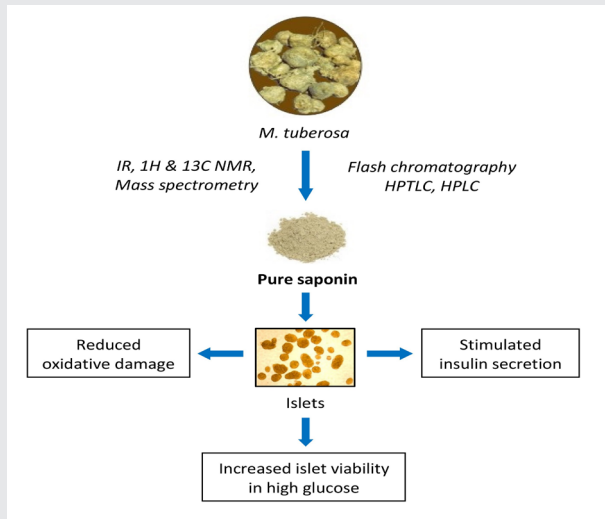 M. tuberosa
IR, 1H & 13C NMR,
Mass spectrometry
Flash chromatography
HPTLC, HPLC
Pure saponin
Reduced
oxidative damage
Stimulated
insulin secretion
Islets
Increased islet viability
in high glucose